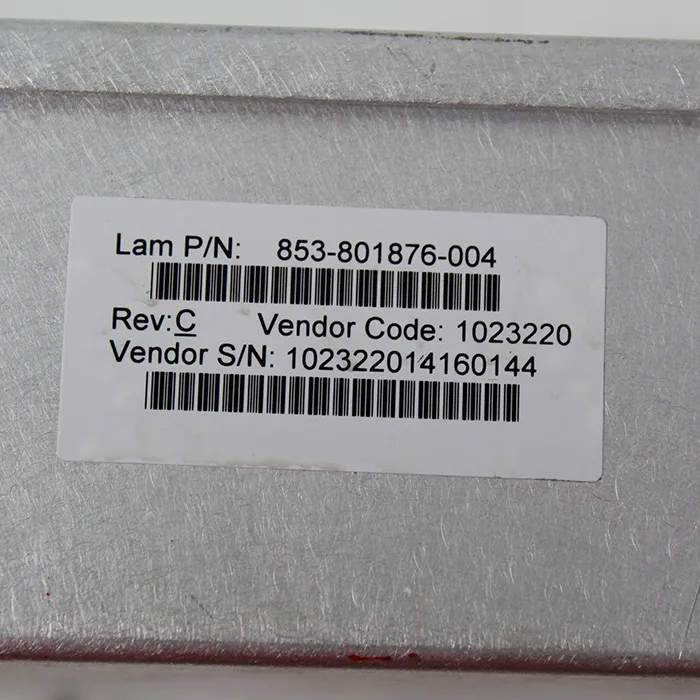 Lam P/N: 853-801876-004
Rev:C Vendor Code: 1023220
Vendor S/N: 102322014160144